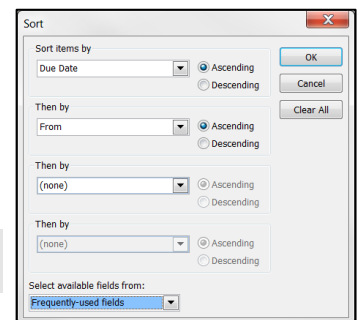 Sort
Sort items by
Due Date
Ascending
Descending
OK
Cancel
Clear All
Then by
From
Ascending
Descending
Then by
(none)
Ascending
Descending
Then by
(none)
Ascending
Descending
Select available fields from:
Frequently-used fields